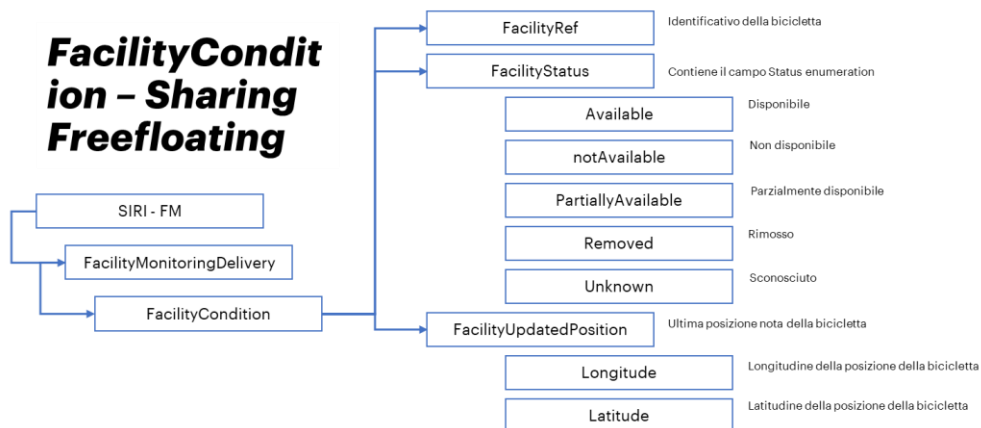 FacilityCondit
ion – Sharing
Freefloating
SIRI - FM
FacilityMonitoringDelivery
FacilityCondition
FacilityRef
Identificativo della bicicletta
FacilityStatus
Contiene il campo Status enumeration
Available
Disponibile
notAvailable
Non disponibile
PartiallyAvailable
Parzialmente disponibile
Removed
Rimosso
Unknown
Sconosciuto
FacilityUpdatedPosition
Ultima posizione nota della bicicletta
Longitude
Longitudine della posizione della bicicletta
Latitude
Latitudine della posizione della bicicletta